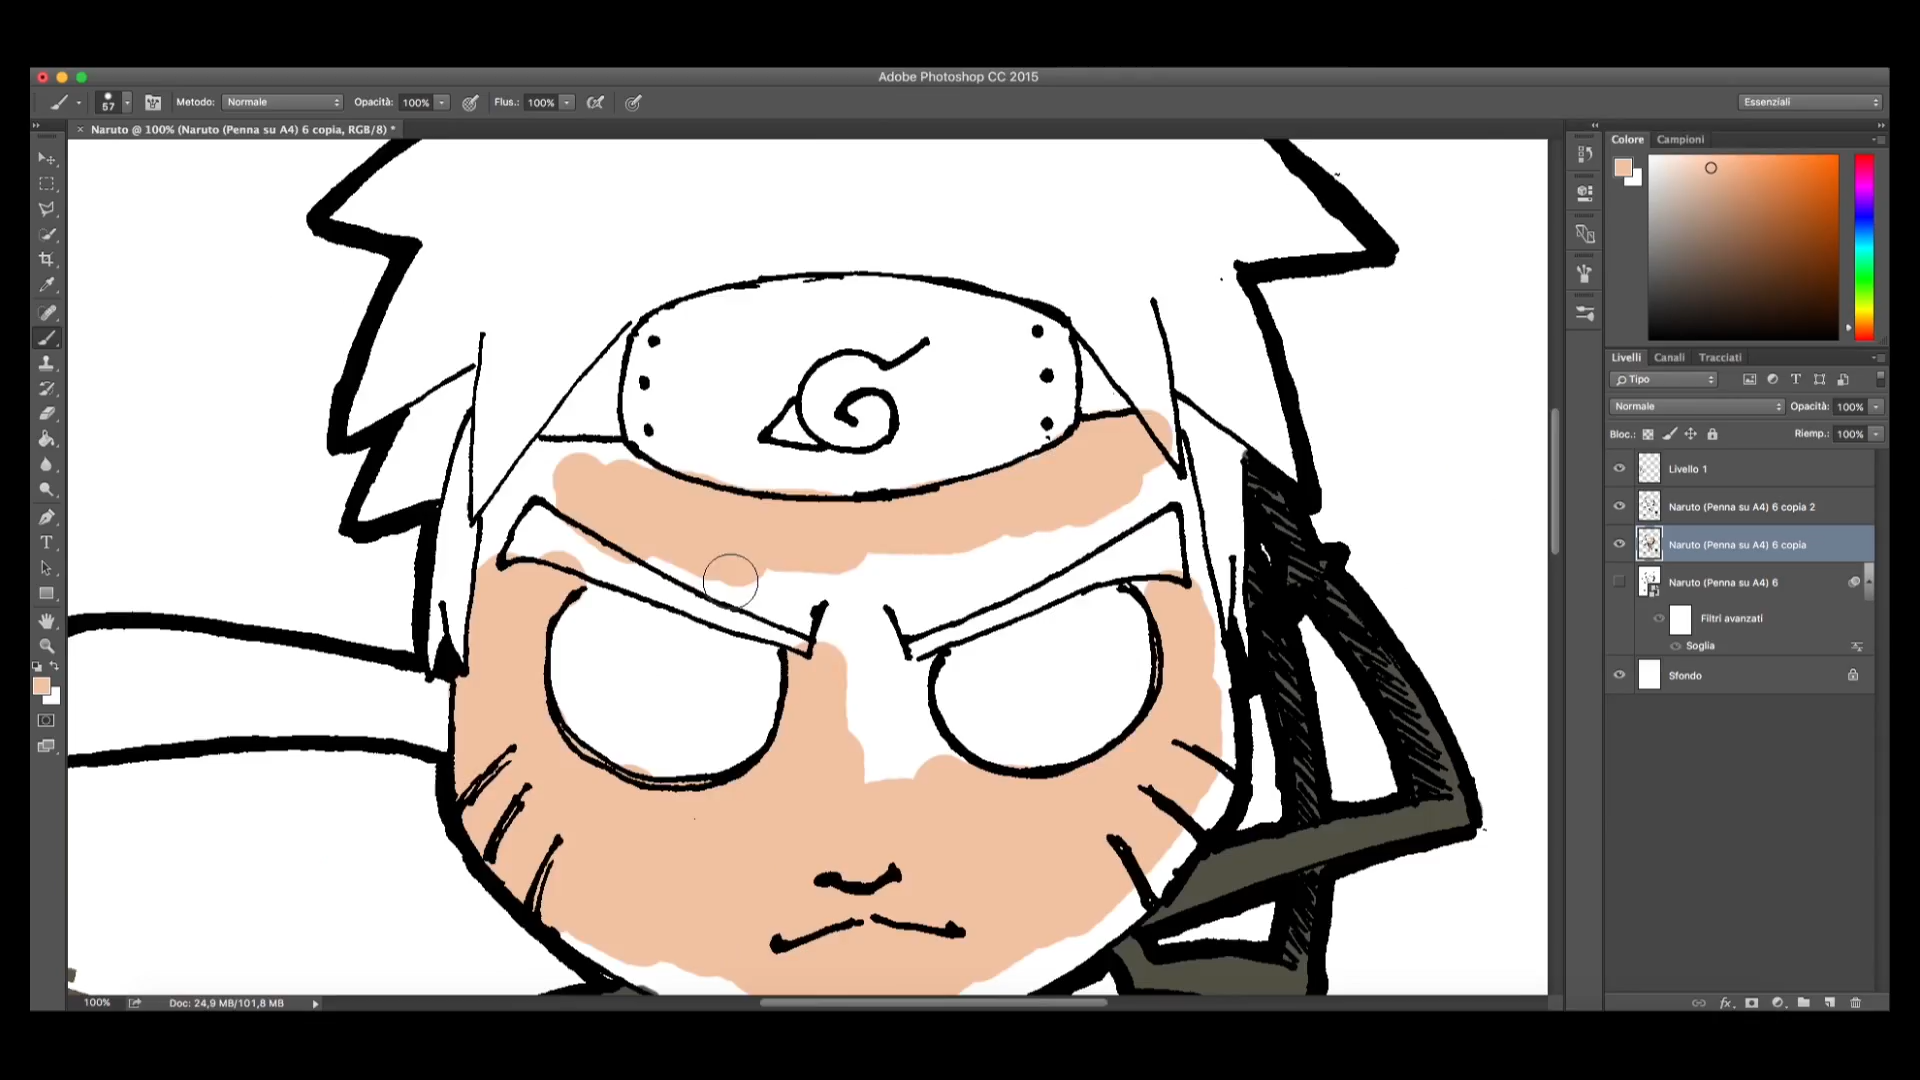 Adobe Photoshop CC 2015
57 Metodo: Normale Opacità: 100% Flus.: 100% Essenziali
× Naruto @ 100% (Naruto (Penna su A4) 6 copia, RGB/8) *
Colore Campioni
Livelli Canali Tracciati
Tipo
Normale Opacità: 100%
Bloc.: Riemp.: 100%
Livello 1
Naruto (Penna su A4) 6 copia 2
Naruto (Penna su A4) 6 copia
Naruto (Penna su A4) 6
Filtri avanzati
Soglia
Sfondo
100% Doc: 24,9 MB/101,8 MB